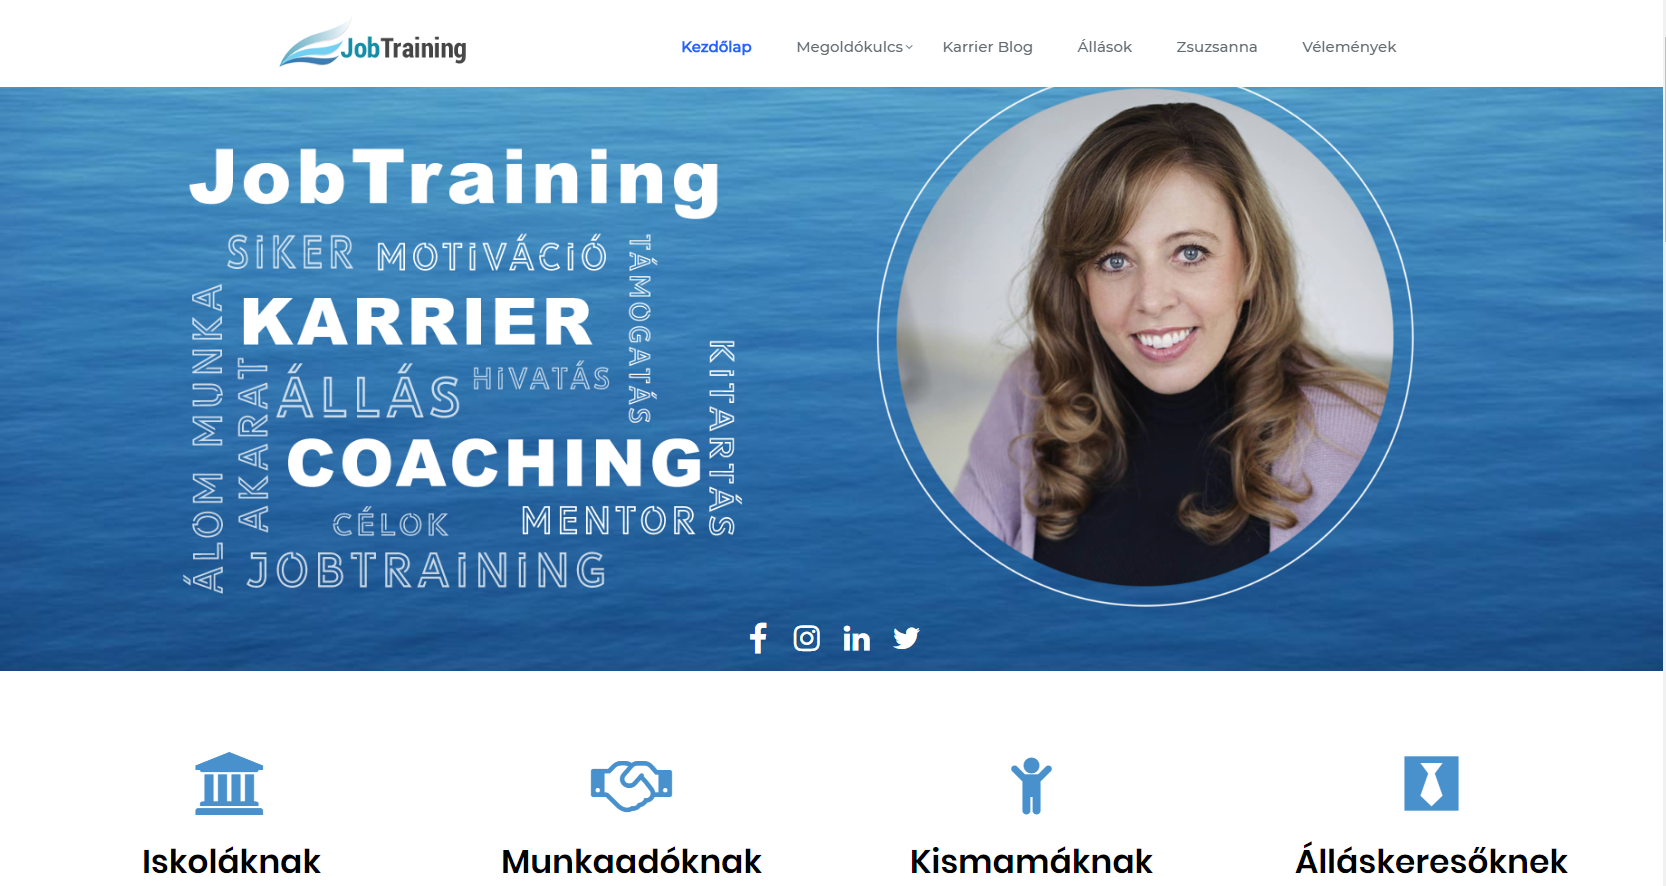 JobTraining
Kezdőlap Megoldókulcs Karrier Blog Állások Zsuzsanna Vélemények
JobTraining
SiKER MOTiVÁCiÓ
TÁMOGATÁS
KARRIER
ÁLOM MUNKA
AKARAT
ÁLLÁS HiVATÁS
KiTARTÁS
COACHING
CÉLOK MENTOR
JOBTRAiNiNG
Iskoláknak Munkaadóknak Kismamáknak Álláskeresőknek